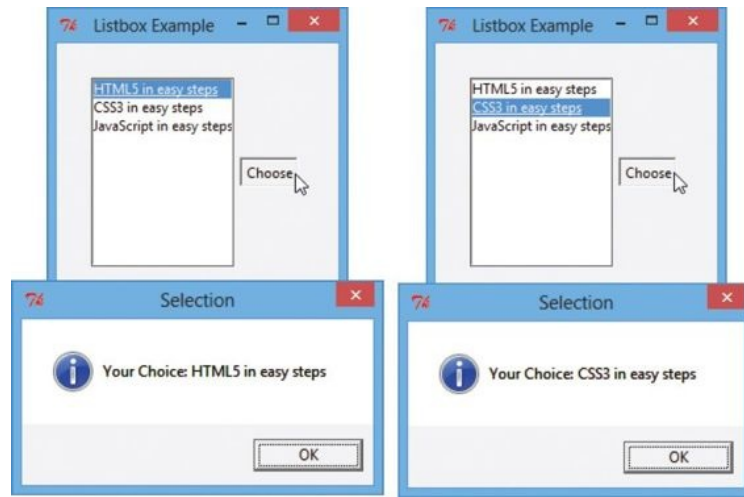 Listbox Example
HTML5 in easy steps
CSS3 in easy steps
JavaScript in easy steps
Choose
Selection
Your Choice: HTML5 in easy steps
OK
Listbox Example
HTML5 in easy steps
CSS3 in easy steps
JavaScript in easy steps
Choose
Selection
Your Choice: CSS3 in easy steps
OK